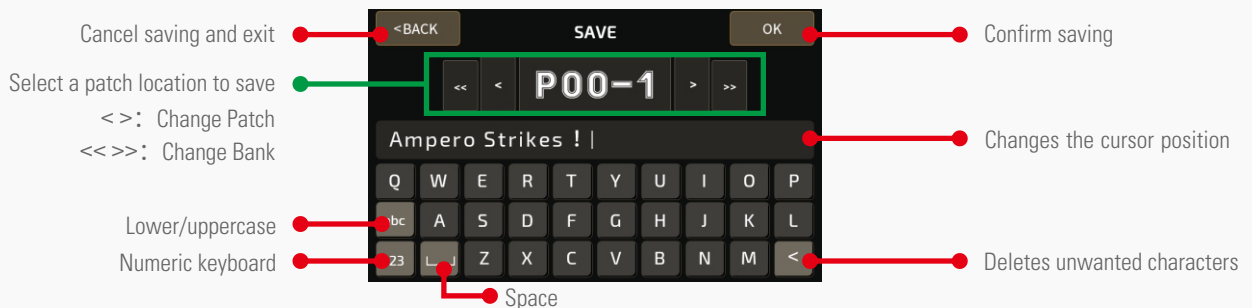 Cancel saving and exit
<BACK
SAVE
OK
Confirm saving
Select a patch location to save
< >: Change Patch
<< >>: Change Bank
<< < P00-1 > >>
Ampero Strikes ! |
Changes the cursor position
Q W E R T Y U I O P
abc A S D F G H J K L
Lower/uppercase
Numeric keyboard
23 Z X C V B N M <
Deletes unwanted characters
Space